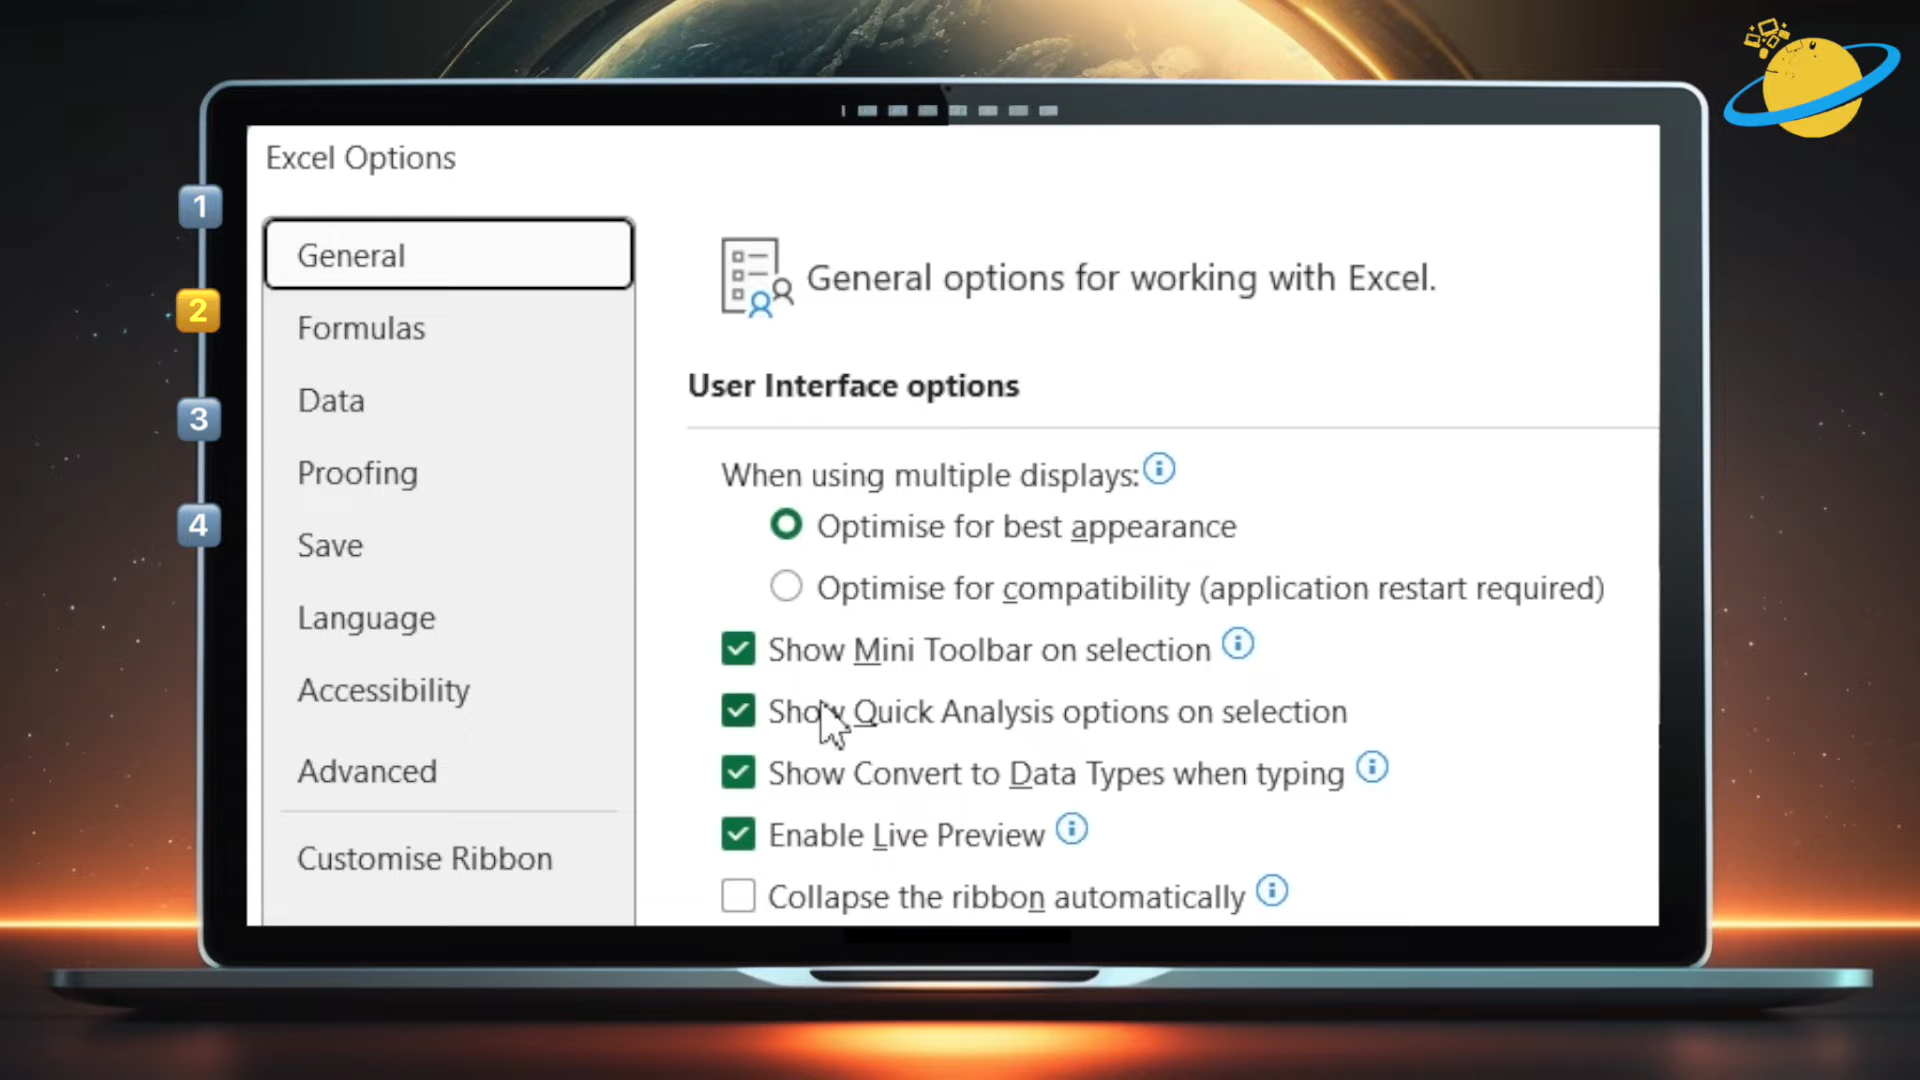 Excel Options
1
2
3
4
General
Formulas
Data
Proofing
Save
Language
Accessibility
Advanced
Customise Ribbon
General options for working with Excel.
User Interface options
When using multiple displays:
Optimise for best appearance
Optimise for compatibility (application restart required)
Show Mini Toolbar on selection
Show Quick Analysis options on selection
Show Convert to Data Types when typing
Enable Live Preview
Collapse the ribbon automatically